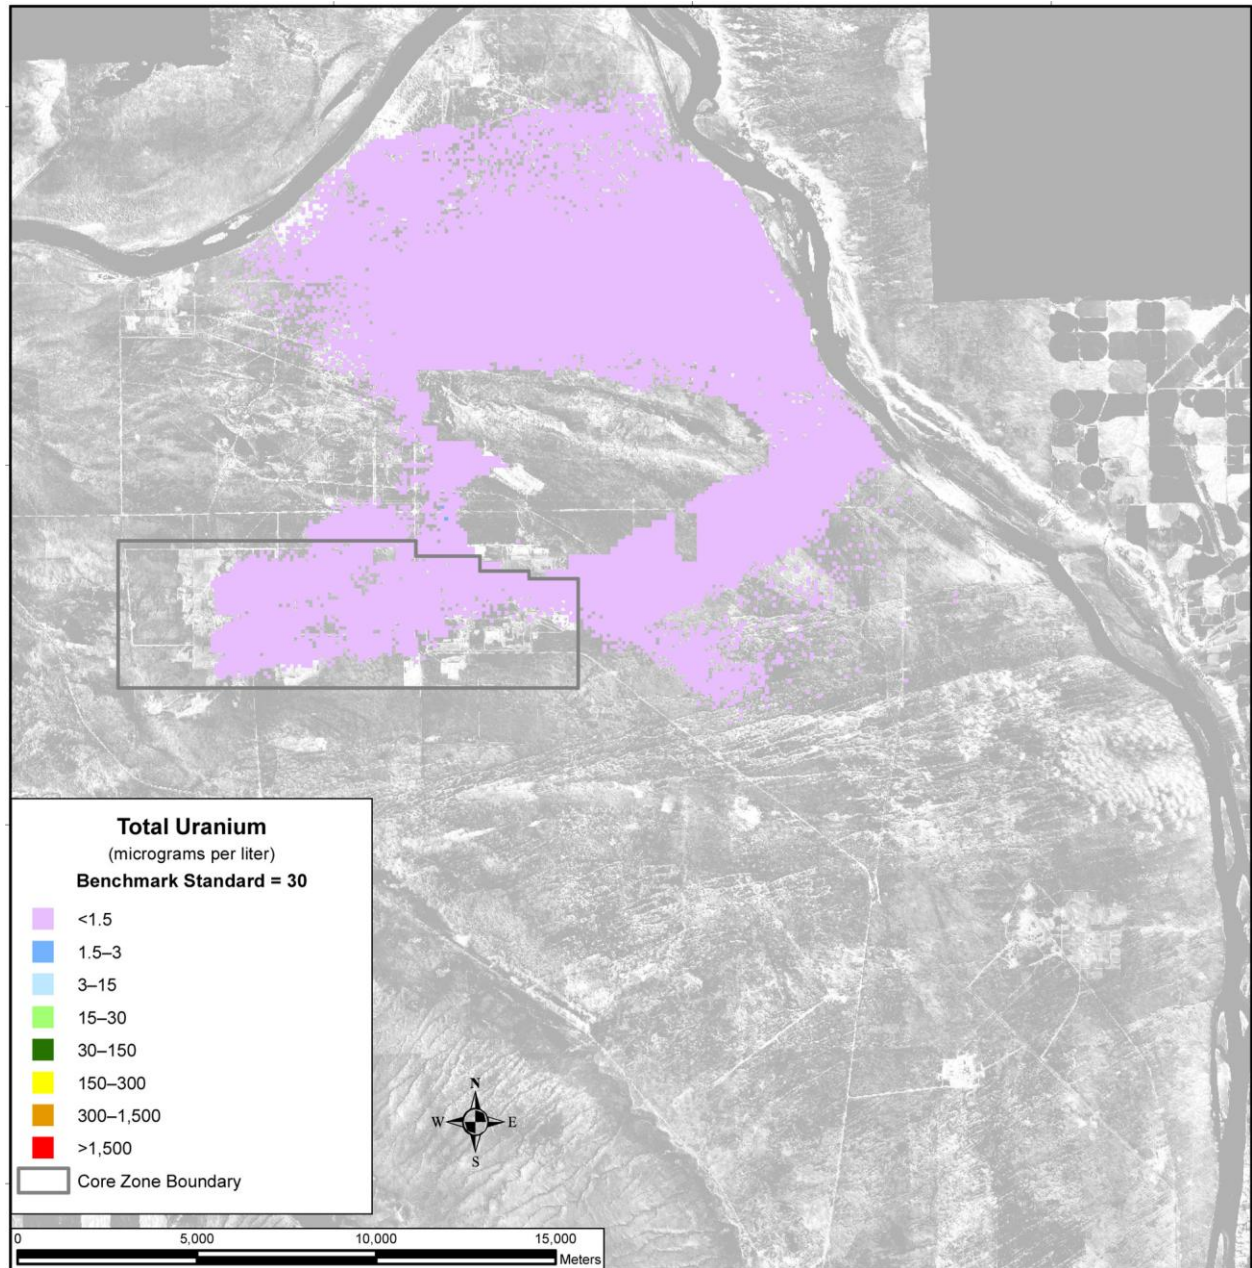 Total Uranium
(micrograms per liter)
Benchmark Standard = 30
<1.5
1.5–3
3–15
15–30
30–150
150–300
300–1,500
>1,500
Core Zone Boundary
N
W E
S
0 5,000 10,000 15,000
Meters